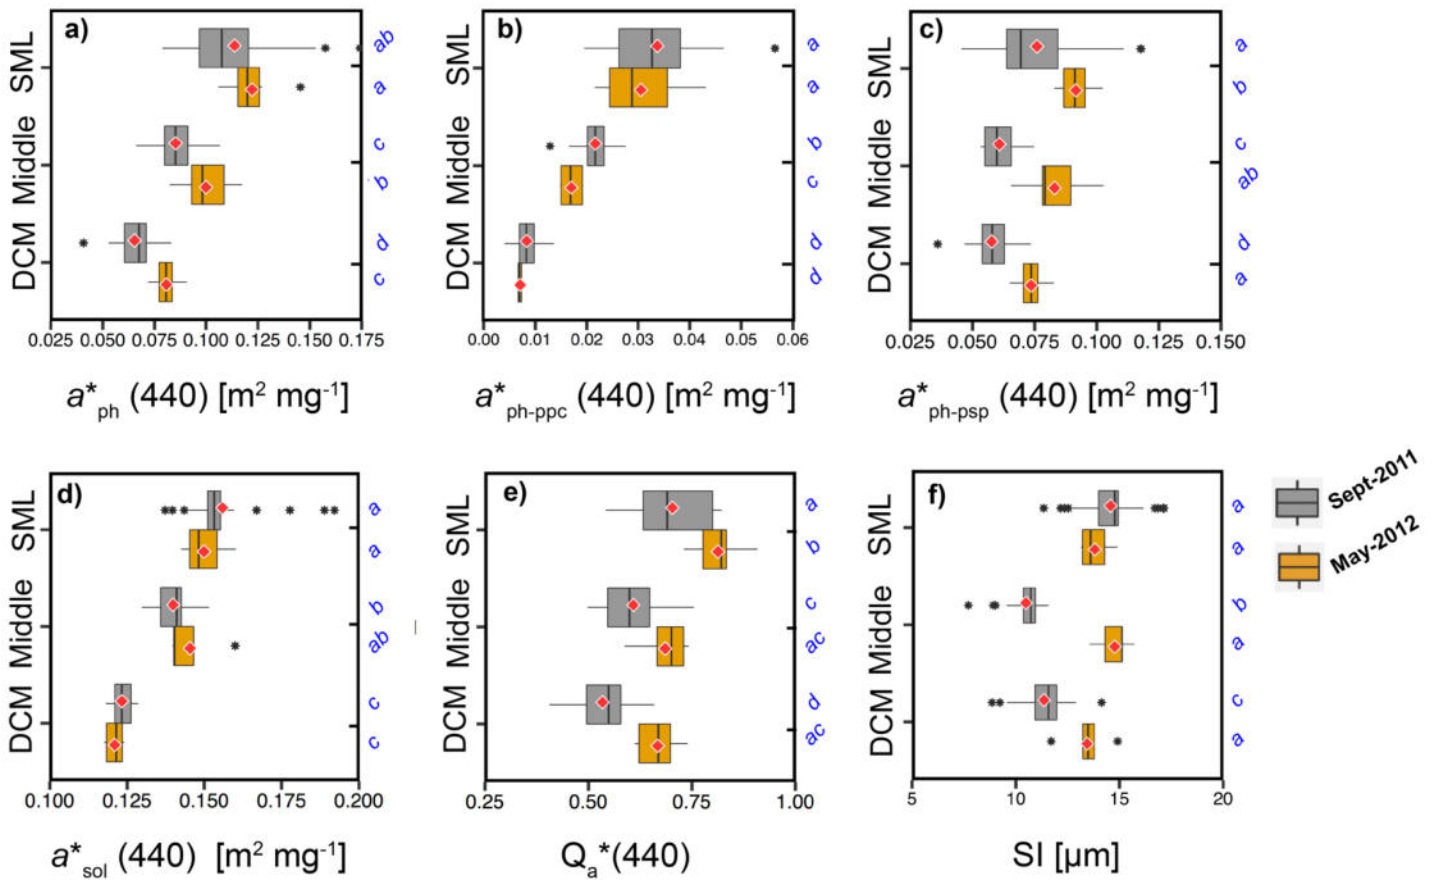 a)
SML
Middle
DCM
ab
a
c
b
d
c
0.025 0.050 0.075 0.100 0.125 0.150 0.175
a*ph (440) [m² mg⁻¹]
b)
SML
Middle
DCM
a
a
b
c
d
d
0.00 0.01 0.02 0.03 0.04 0.05 0.06
a*ph-ppc (440) [m² mg⁻¹]
c)
SML
Middle
DCM
a
b
c
ab
d
a
0.025 0.050 0.075 0.100 0.125 0.150
a*ph-psp (440) [m² mg⁻¹]
d)
SML
Middle
DCM
a
a
b
ab
c
c
0.100 0.125 0.150 0.175 0.200
a*sol (440) [m² mg⁻¹]
e)
SML
Middle
DCM
a
b
c
ac
d
ac
0.25 0.50 0.75 1.00
Qa*(440)
f)
SML
Middle
DCM
a
a
b
a
c
a
5 10 15 20
SI [µm]
Sept-2011
May-2012